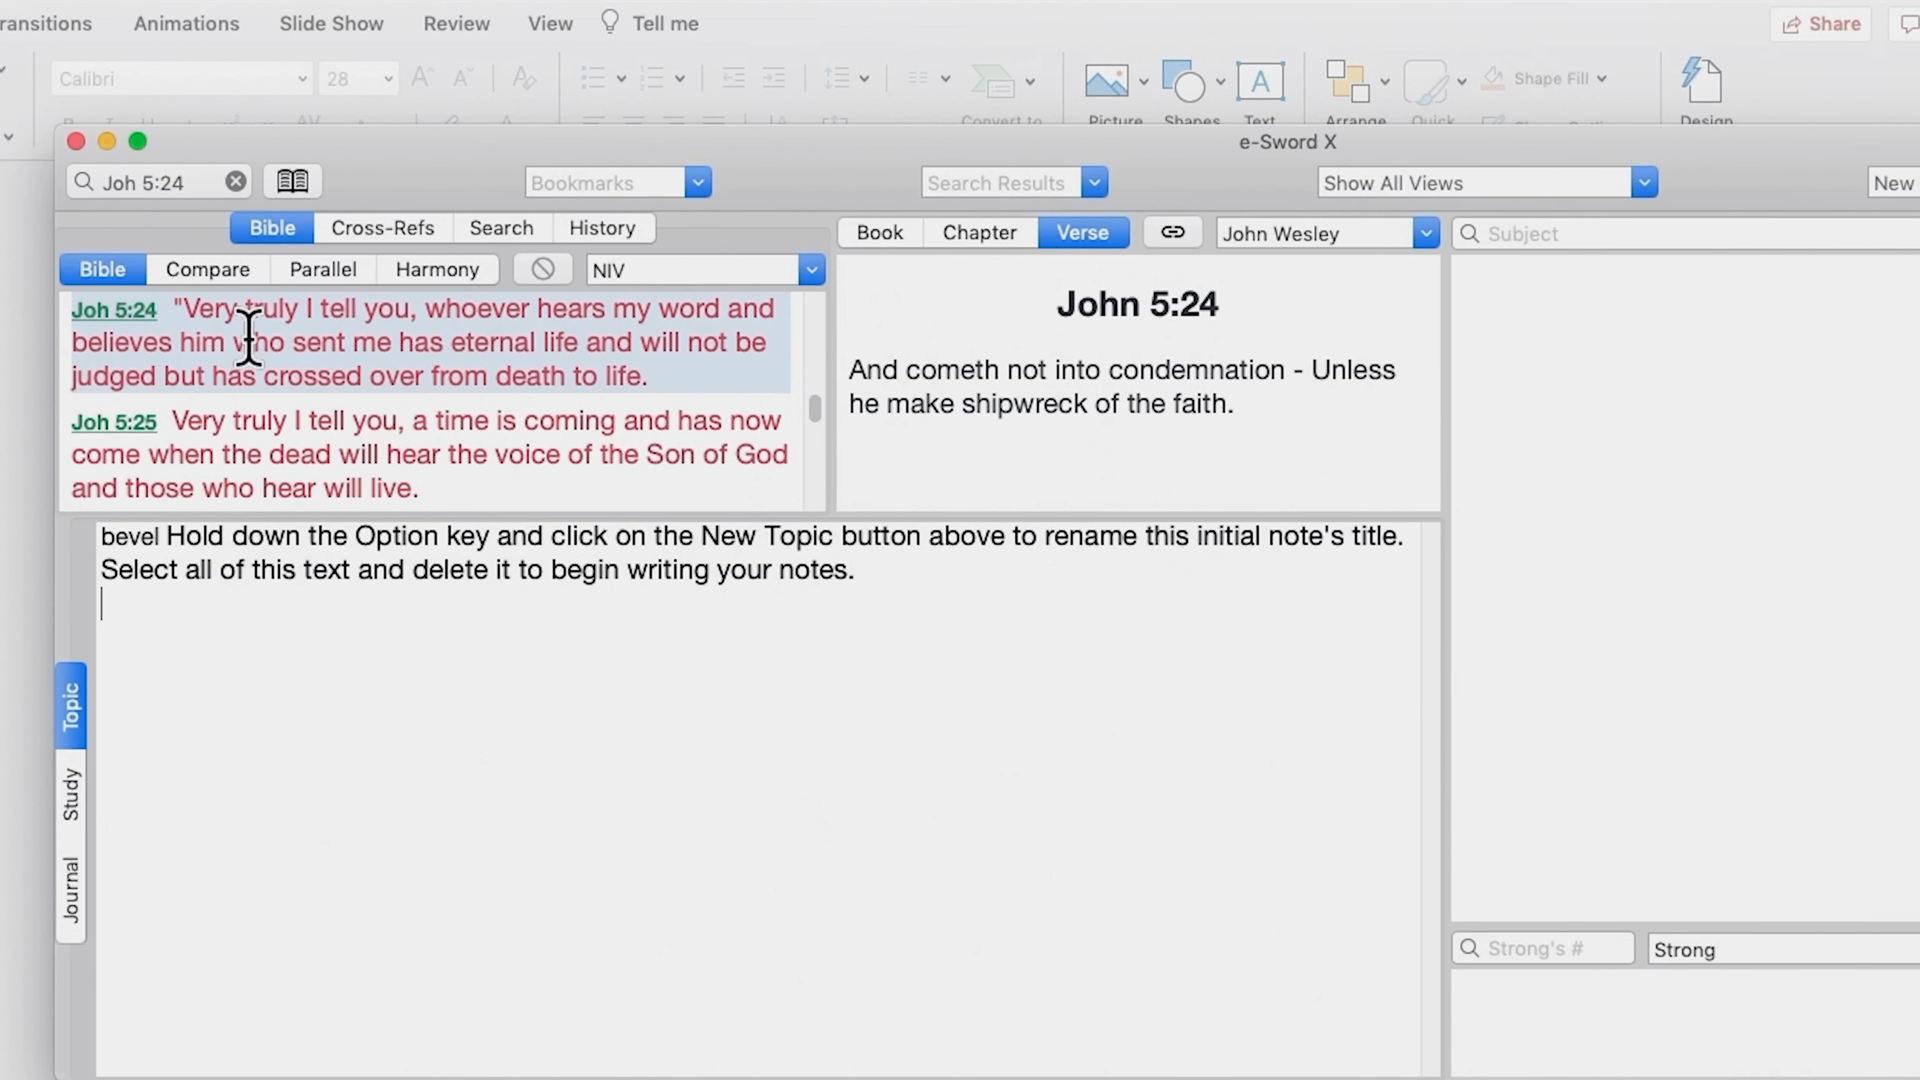 ransitions Animations Slide Show Review View Tell me Share
Calibri 28 A A A Shape Fill
Convert to Picture Shapes Text Arrange Quick Design
e-Sword X
Joh 5:24 Bookmarks Search Results Show All Views New
Bible Cross-Refs Search History
Book Chapter Verse John Wesley Subject
Bible Compare Parallel Harmony NIV
Joh 5:24 "Very truly I tell you, whoever hears my word and
believes him who sent me has eternal life and will not be
judged but has crossed over from death to life.
Joh 5:25 Very truly I tell you, a time is coming and has now
come when the dead will hear the voice of the Son of God
and those who hear will live.
John 5:24
And cometh not into condemnation - Unless
he make shipwreck of the faith.
bevel Hold down the Option key and click on the New Topic button above to rename this initial note's title.
Select all of this text and delete it to begin writing your notes.
Topic
Study
Journal
Strong's # Strong